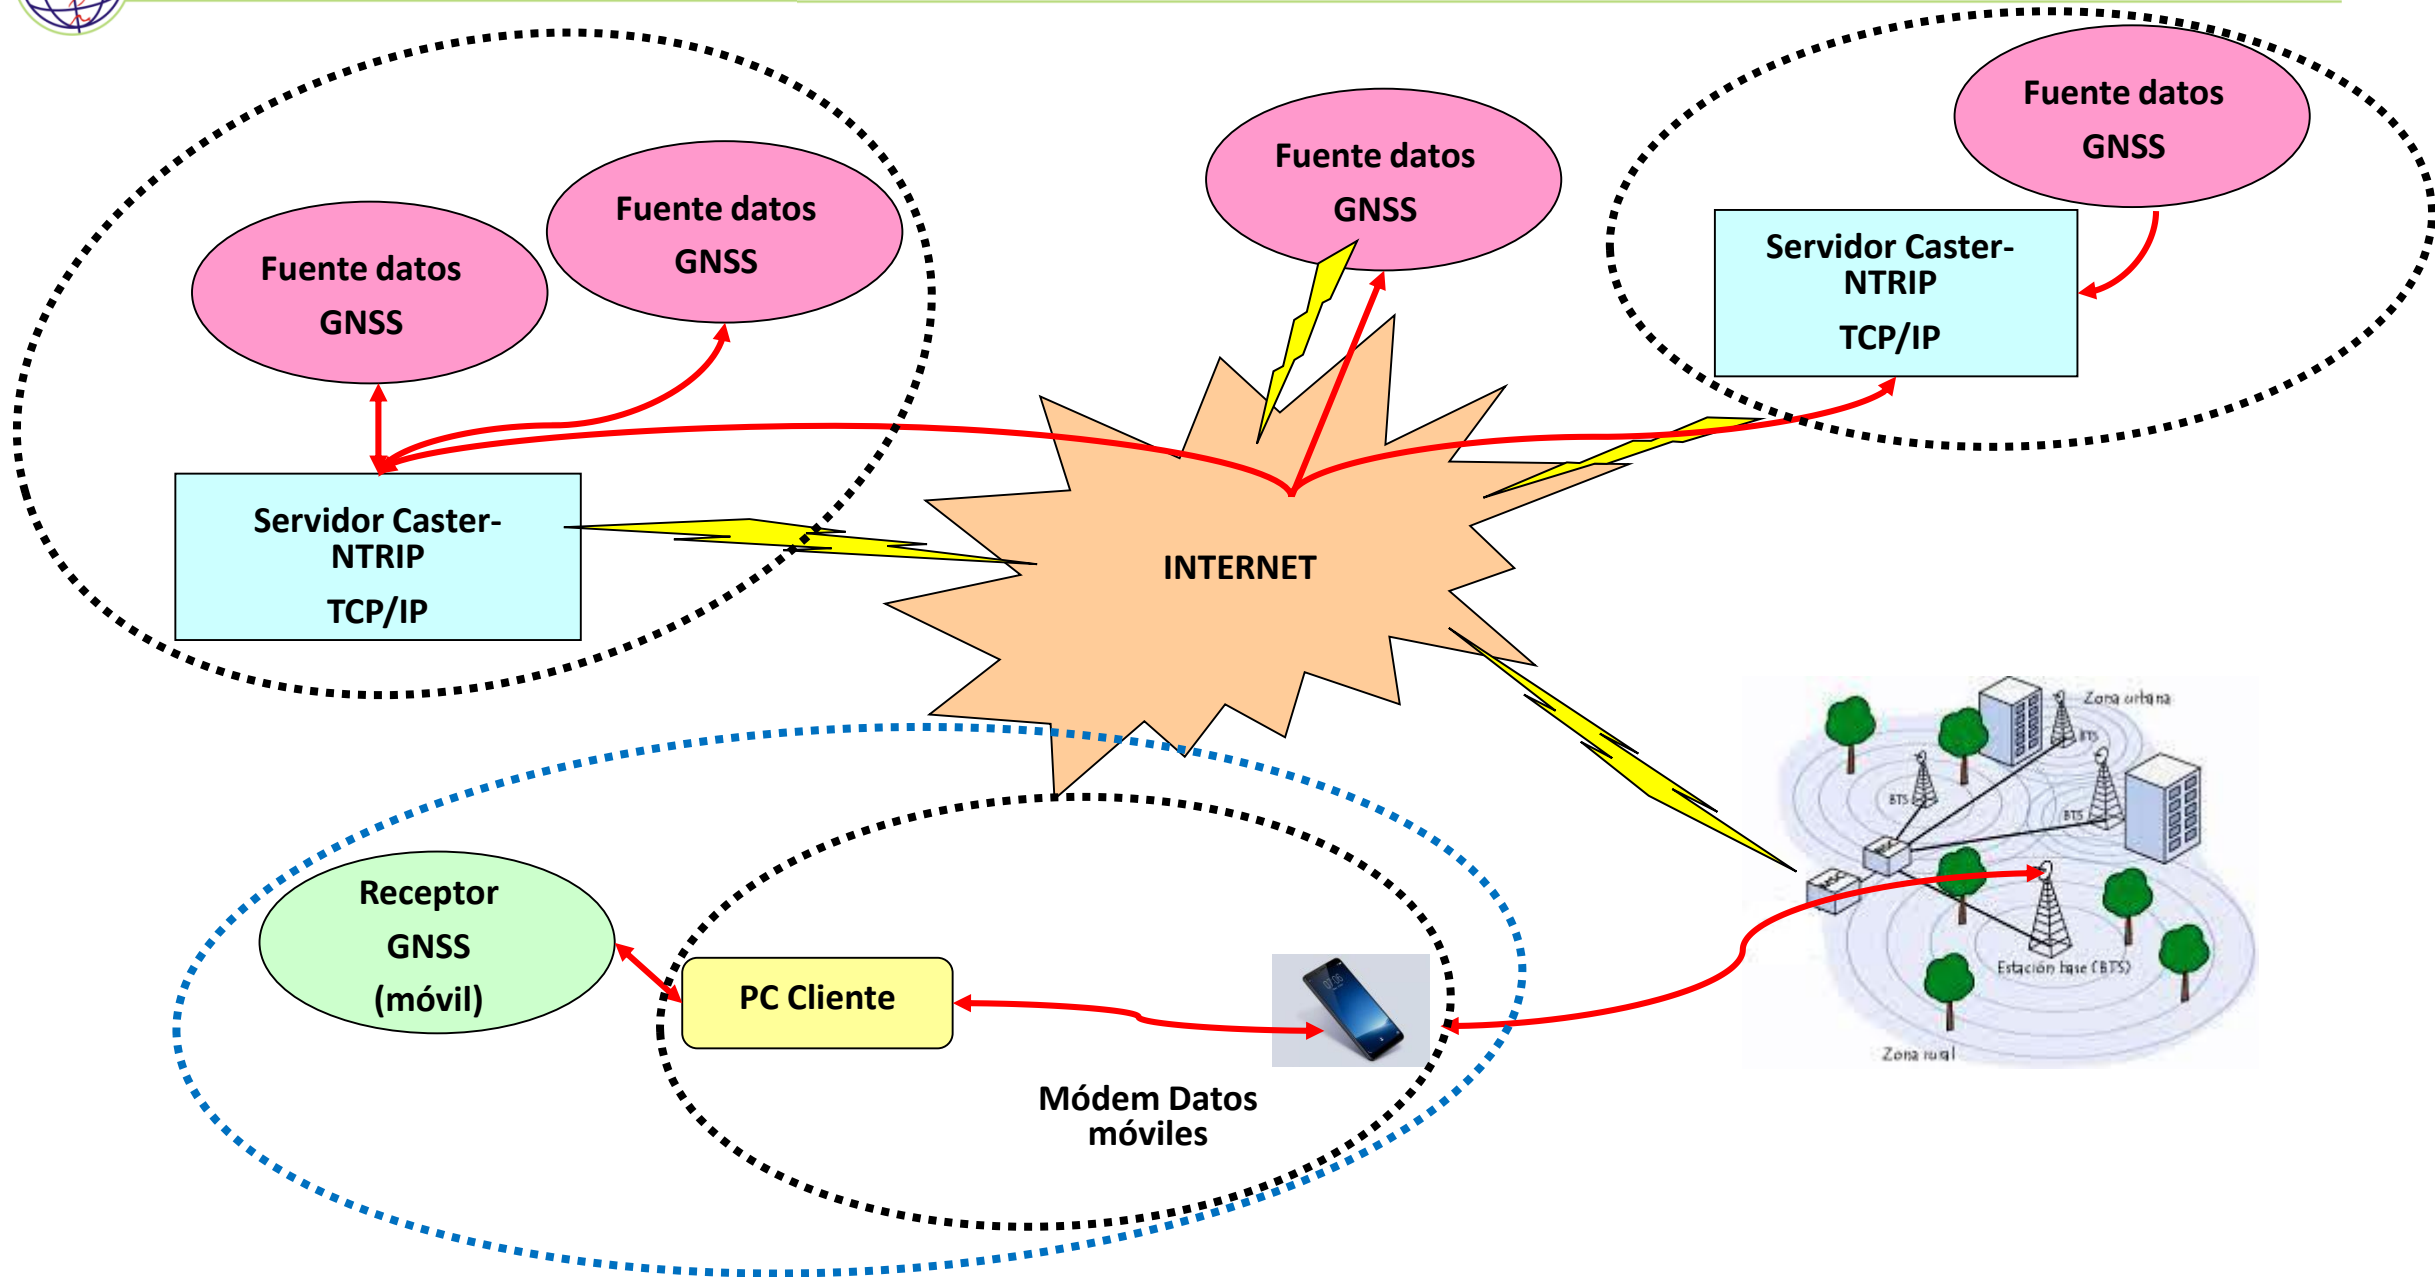 Fuente datos
GNSS
Fuente datos
GNSS
Servidor Caster-
NTRIP
TCP/IP
Fuente datos
GNSS
Fuente datos
GNSS
Servidor Caster-
NTRIP
TCP/IP
INTERNET
Zona urbana
BTS
BTS
BTS
Estación base (BTS)
Zona rural
Receptor
GNSS
(móvil)
PC Cliente
Módem Datos
móviles